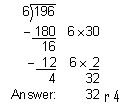 6)196
- 180 6 × 30
16
- 12 6 × 2
4 32
Answer: 32 r 4